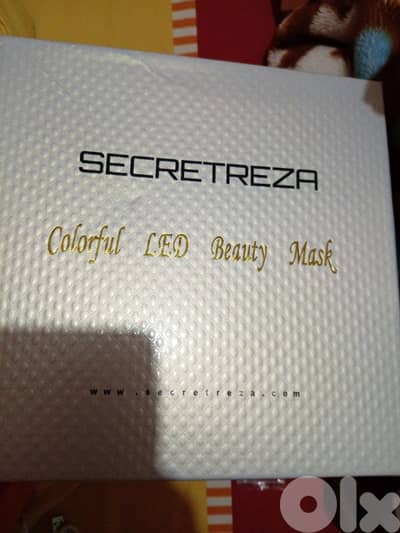 SECRETREZA
Colorful LED Beauty Mask
www.secretreza.com
OLX